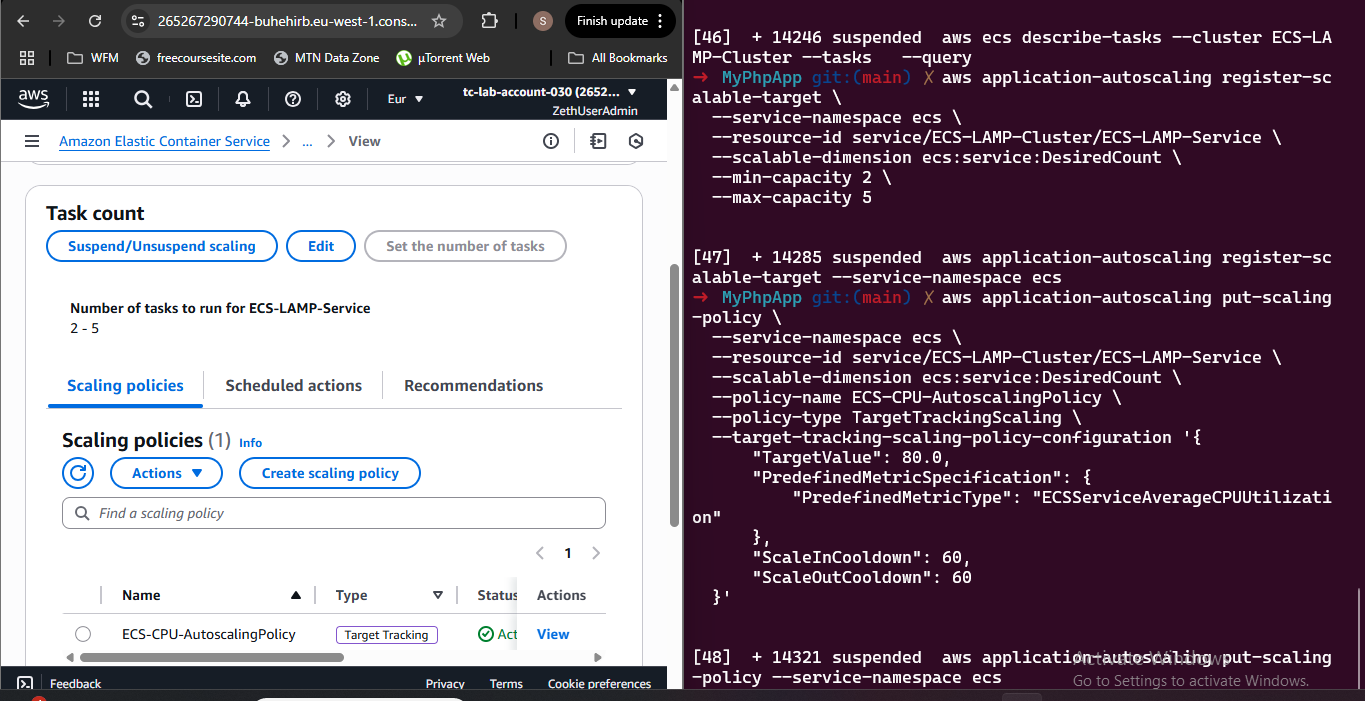 265267290744-buhehirb.eu-west-1.cons...
S
Finish update
WFM
freecoursesite.com
MTN Data Zone
µTorrent Web
All Bookmarks
aws
Eur ▼
tc-lab-account-030 (2652... ▼
ZethUserAdmin
Amazon Elastic Container Service > ... > View
Task count
Suspend/Unsuspend scaling
Edit
Set the number of tasks
Number of tasks to run for ECS-LAMP-Service
2 - 5
Scaling policies
Scheduled actions
Recommendations
Scaling policies (1) Info
Actions ▼
Create scaling policy
Find a scaling policy
< 1 >
Name ▲ Type ▽ Status Actions
ECS-CPU-AutoscalingPolicy Target Tracking Act View
Feedback Privacy Terms Cookie preferences
[46]  + 14246 suspended  aws ecs describe-tasks --cluster ECS-LA
MP-Cluster --tasks   --query
→  MyPhpApp git:(main) ✗ aws application-autoscaling register-sc
alable-target \
  --service-namespace ecs \
  --resource-id service/ECS-LAMP-Cluster/ECS-LAMP-Service \
  --scalable-dimension ecs:service:DesiredCount \
  --min-capacity 2 \
  --max-capacity 5
[47]  + 14285 suspended  aws application-autoscaling register-sc
alable-target --service-namespace ecs
→  MyPhpApp git:(main) ✗ aws application-autoscaling put-scaling
-policy \
  --service-namespace ecs \
  --resource-id service/ECS-LAMP-Cluster/ECS-LAMP-Service \
  --scalable-dimension ecs:service:DesiredCount \
  --policy-name ECS-CPU-AutoscalingPolicy \
  --policy-type TargetTrackingScaling \
  --target-tracking-scaling-policy-configuration '{
      "TargetValue": 80.0,
      "PredefinedMetricSpecification": {
          "PredefinedMetricType": "ECSServiceAverageCPUUtilizati
on"
      },
      "ScaleInCooldown": 60,
      "ScaleOutCooldown": 60
  }'
[48]  + 14321 suspended  aws application-autoscaling put-scaling
-policy --service-namespace ecs
Activate Windows
Go to Settings to activate Windows.